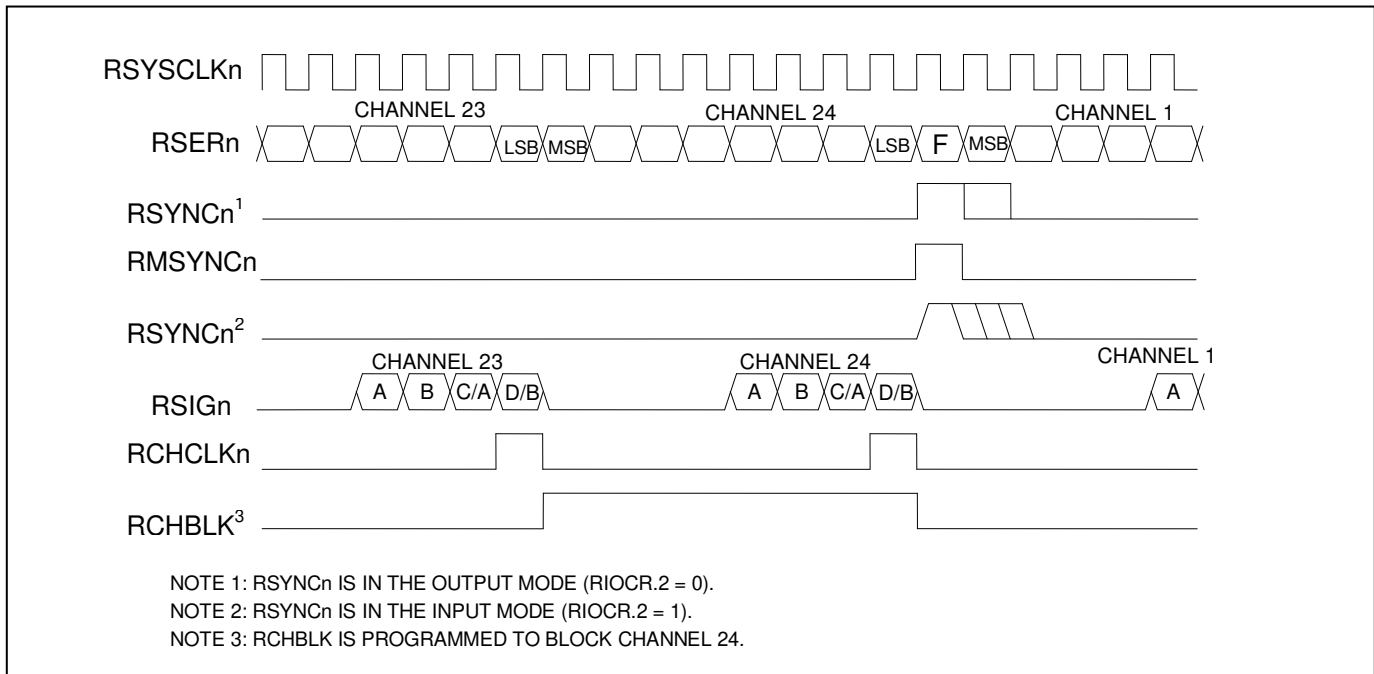 RSYSCLKn
CHANNEL 23 CHANNEL 24 CHANNEL 1
RSERn LSB MSB LSB F MSB
RSYNCn¹
RMSYNCn
RSYNCn²
CHANNEL 23 CHANNEL 24 CHANNEL 1
RSIGn A B C/A D/B A B C/A D/B A
RCHCLKn
RCHBLK³
NOTE 1: RSYNCn IS IN THE OUTPUT MODE (RIOCR.2 = 0).
NOTE 2: RSYNCn IS IN THE INPUT MODE (RIOCR.2 = 1).
NOTE 3: RCHBLK IS PROGRAMMED TO BLOCK CHANNEL 24.